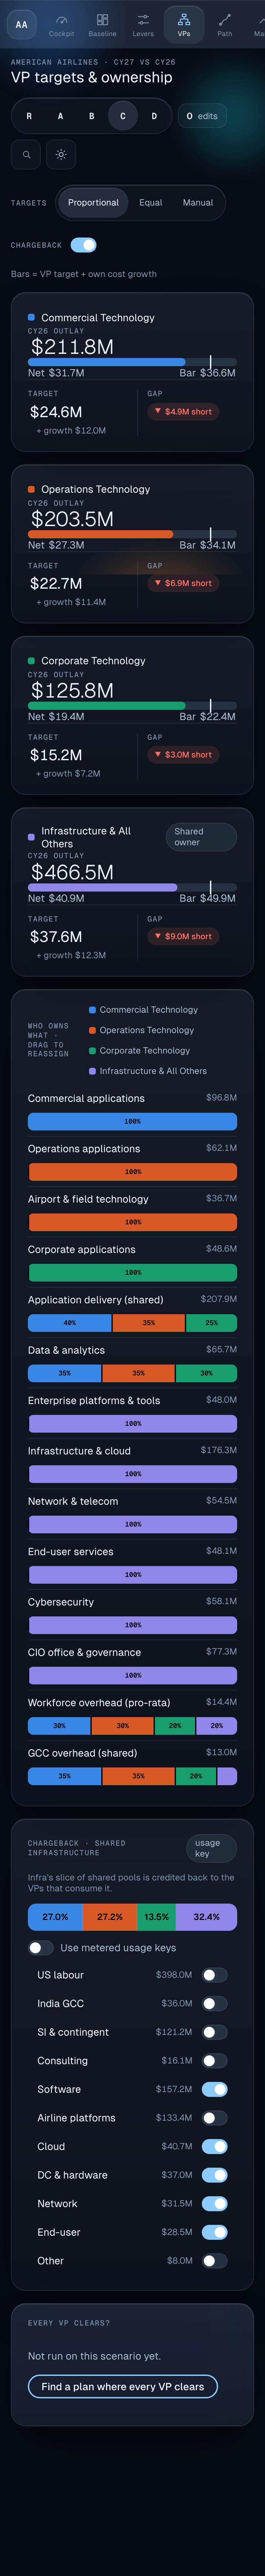 AA
Cockpit
Baseline
Levers
VPs
Path
AMERICAN AIRLINES · CY27 VS CY26
VP targets & ownership
R A B C D
0 edits
TARGETS
Proportional Equal Manual
CHARGEBACK
Bars = VP target + own cost growth
Commercial Technology
CY26 OUTLAY
$211.8M
Net $31.7M Bar $36.6M
TARGET GAP
$24.6M ▼ $4.9M short
+ growth $12.0M
Operations Technology
CY26 OUTLAY
$203.5M
Net $27.3M Bar $34.1M
TARGET GAP
$22.7M ▼ $6.9M short
+ growth $11.4M
Corporate Technology
CY26 OUTLAY
$125.8M
Net $19.4M Bar $22.4M
TARGET GAP
$15.2M ▼ $3.0M short
+ growth $7.2M
Infrastructure & All
Others
Shared
owner
CY26 OUTLAY
$466.5M
Net $40.9M Bar $49.9M
TARGET GAP
$37.6M ▼ $9.0M short
+ growth $12.3M
WHO OWNS
WHAT ·
DRAG TO
REASSIGN
Commercial Technology
Operations Technology
Corporate Technology
Infrastructure & All Others
Commercial applications $96.8M
100%
Operations applications $62.1M
100%
Airport & field technology $36.7M
100%
Corporate applications $48.6M
100%
Application delivery (shared) $207.9M
40% 35% 25%
Data & analytics $65.7M
35% 35% 30%
Enterprise platforms & tools $48.0M
100%
Infrastructure & cloud $176.3M
100%
Network & telecom $54.5M
100%
End-user services $48.1M
100%
Cybersecurity $58.1M
100%
CIO office & governance $77.3M
100%
Workforce overhead (pro-rata) $14.4M
30% 30% 20% 20%
GCC overhead (shared) $13.0M
35% 35% 20%
CHARGEBACK · SHARED
INFRASTRUCTURE
usage
key
Infra's slice of shared pools is credited back to the
VPs that consume it.
27.0% 27.2% 13.5% 32.4%
Use metered usage keys
US labour $398.0M
India GCC $36.0M
SI & contingent $121.2M
Consulting $16.1M
Software $157.2M
Airline platforms $133.4M
Cloud $40.7M
DC & hardware $37.0M
Network $31.5M
End-user $28.5M
Other $8.0M
EVERY VP CLEARS?
Not run on this scenario yet.
Find a plan where every VP clears